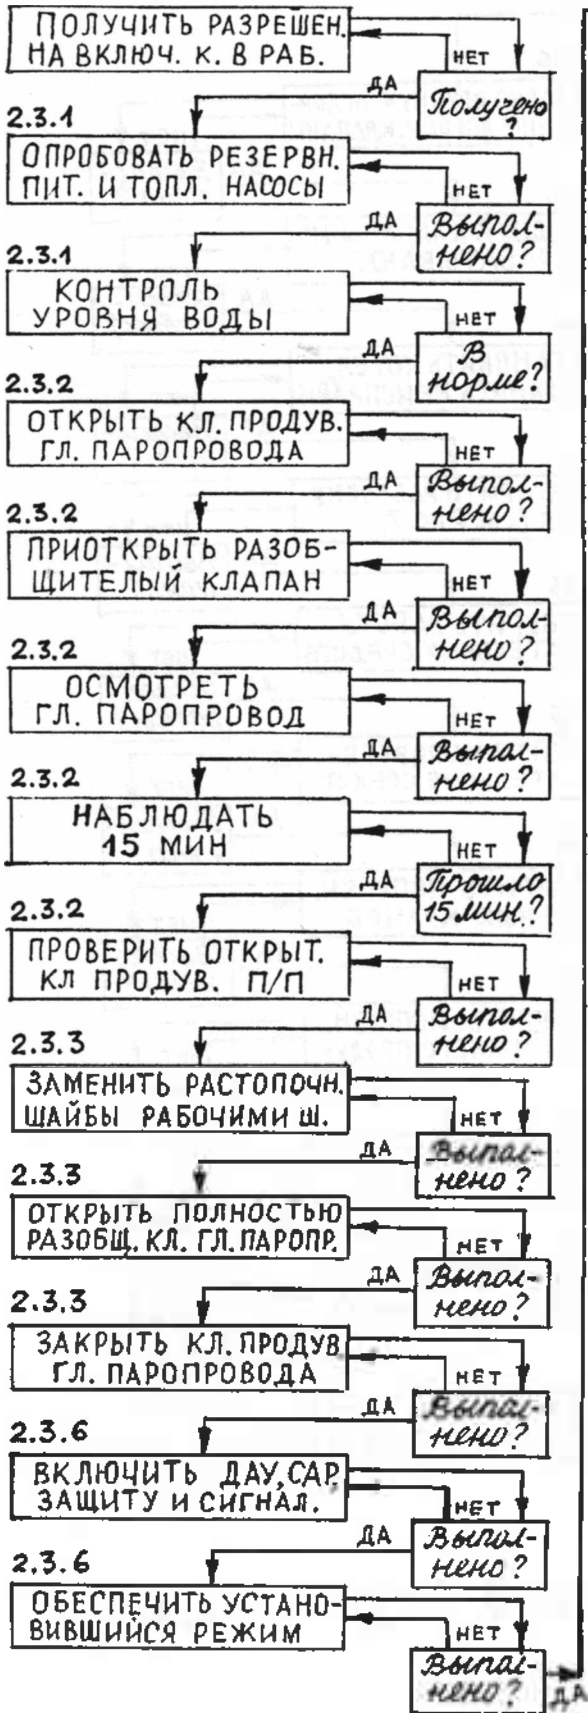 ПОЛУЧИТЬ РАЗРЕШЕН.
НА ВКЛЮЧ. К. В РАБ.
НЕТ
ДА
Получено
?
2.3.1
ОПРОБОВАТЬ РЕЗЕРВН.
ПИТ. И ТОПЛ. НАСОСЫ
НЕТ
ДА
Выпол-
нено?
2.3.1
КОНТРОЛЬ
УРОВНЯ ВОДЫ
НЕТ
ДА
В
норме?
2.3.2
ОТКРЫТЬ КЛ. ПРОДУВ.
ГЛ. ПАРОПРОВОДА
НЕТ
ДА
Выпол-
нено?
2.3.2
ПРИОТКРЫТЬ РАЗОБ-
ЩИТЕЛЫЙ КЛАПАН
НЕТ
ДА
Выпол-
нено?
2.3.2
ОСМОТРЕТЬ
ГЛ. ПАРОПРОВОД
НЕТ
ДА
Выпол-
нено?
2.3.2
НАБЛЮДАТЬ
15 МИН
НЕТ
ДА
Прошло
15 мин.?
2.3.2
ПРОВЕРИТЬ ОТКРЫТ.
КЛ ПРОДУВ. П/П
НЕТ
ДА
Выпол-
нено?
2.3.3
ЗАМЕНИТЬ РАСТОПОЧН.
ШАЙБЫ РАБОЧИМИ Ш.
НЕТ
ДА
Выпол-
нено?
2.3.3
ОТКРЫТЬ ПОЛНОСТЬЮ
РАЗОБЩ. КЛ. ГЛ. ПАРОПР.
НЕТ
ДА
Выпол-
нено?
2.3.3
ЗАКРЫТЬ КЛ. ПРОДУВ
ГЛ. ПАРОПРОВОДА
НЕТ
ДА
Выпол-
нено?
2.3.6
ВКЛЮЧИТЬ ДАУ, САР,
ЗАЩИТУ И СИГНАЛ.
НЕТ
ДА
Выпол-
нено?
2.3.6
ОБЕСПЕЧИТЬ УСТАНО-
ВИВШИЙСЯ РЕЖИМ
НЕТ
Выпол-
нено?
ДА